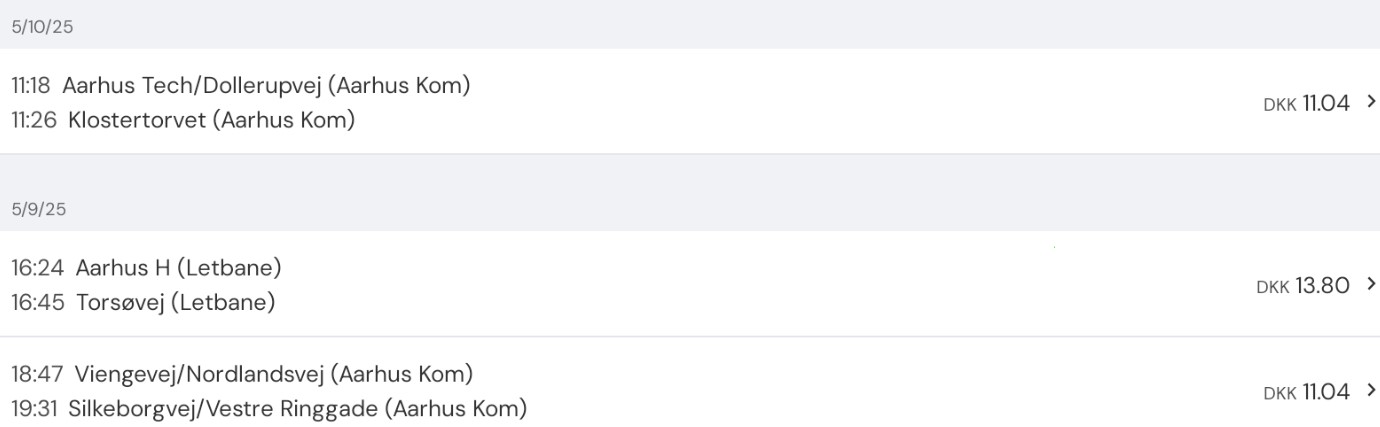 5/10/25
11:18 Aarhus Tech/Dollerupvej (Aarhus Kom)
11:26 Klostertorvet (Aarhus Kom)
DKK 11.04
5/9/25
16:24 Aarhus H (Letbane)
16:45 Torsøvej (Letbane)
DKK 13.80
18:47 Viengevej/Nordlandsvej (Aarhus Kom)
19:31 Silkeborgvej/Vestre Ringgade (Aarhus Kom)
DKK 11.04